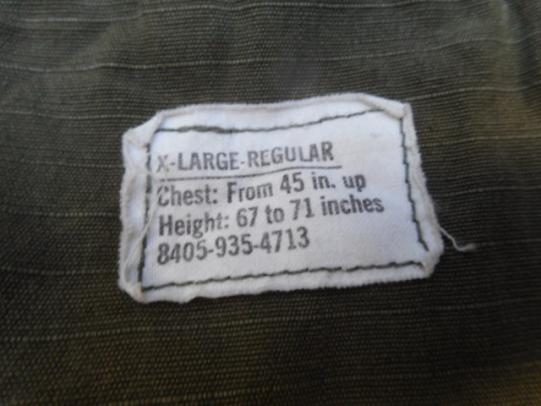 X-LARGE-REGULAR
Chest: From 45 in. up
Height: 67 to 71 inches
8405-935-4713